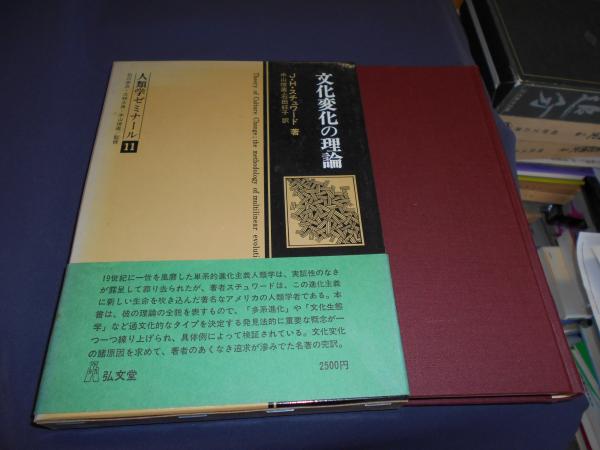 文化変化の理論
J・H・スチュワード 著
米山俊直・石田紝子 訳
Theory of Culture Change: the methodology of multilinear evoluti
人類学ゼミナール 11
19世紀に一世を風靡した単系的進化主義人類学は、実証性のなさ
が露呈して葬り去られたが、著者スチュワードは、この進化主義
に新しい生命を吹き込んだ著名なアメリカの人類学者である。本
書は、彼の理論の全貌を表すもので、「多系進化」や「文化生態
学」など通文化的なタイプを決定する発見法的に重要な概念が一
つ一つ練り上げられ、具体例によって検証されている。文化変化
の諸原因を求めて、著者のあくなき追求が滲みでた名著の完訳。
弘文堂
2500円